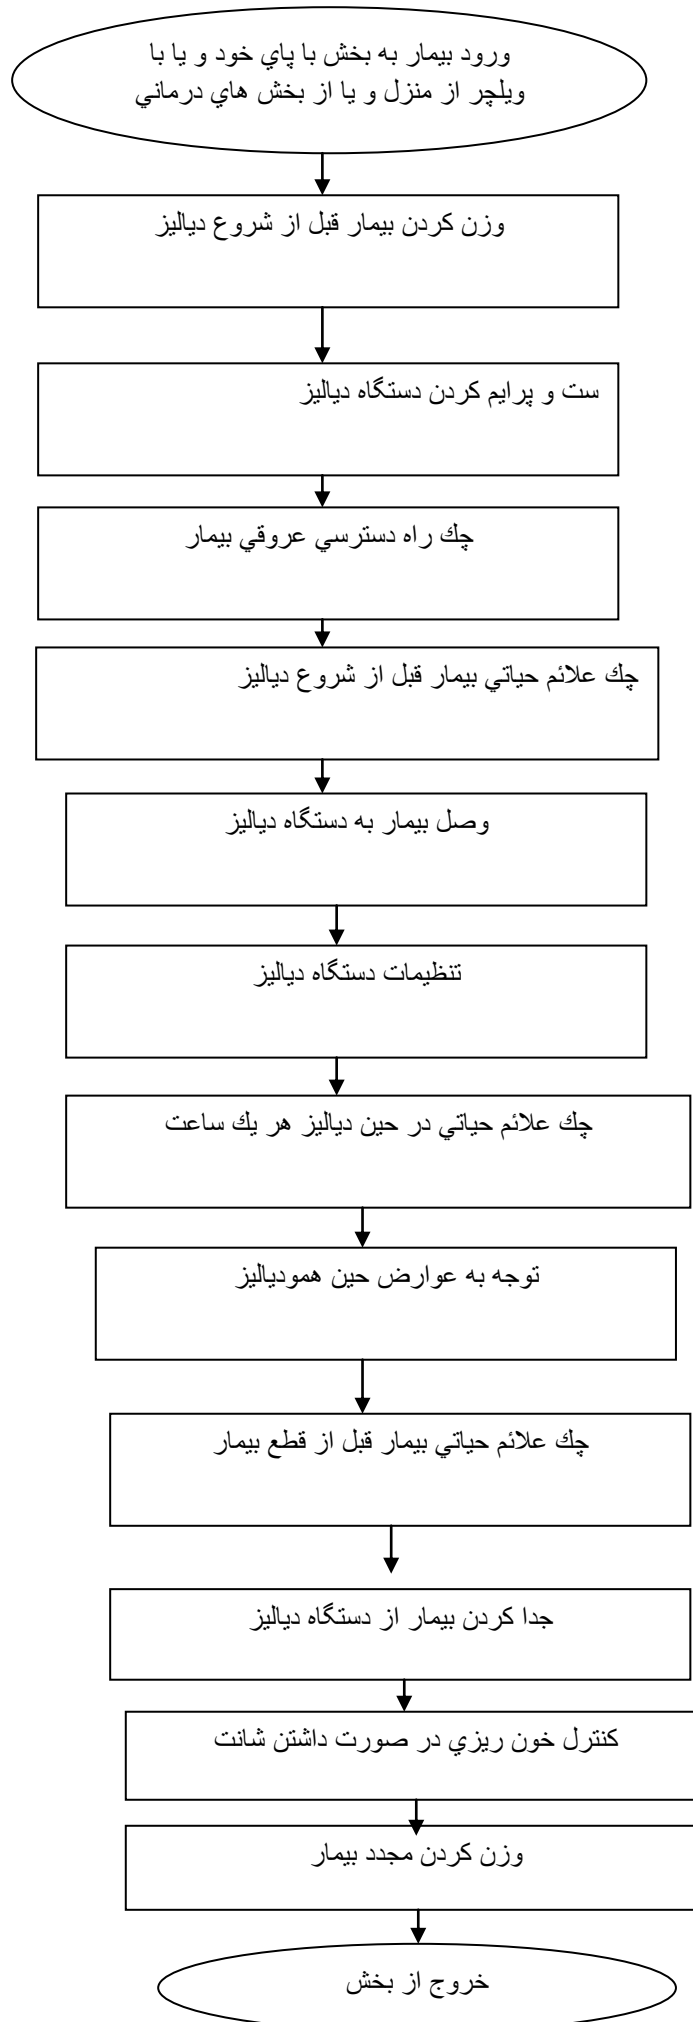 ورود بيمار به بخش با پاي خود و يا با
ويلچر از منزل و يا از بخش هاي درماني
وزن كردن بيمار قبل از شروع دياليز
ست و پرايم كردن دستگاه دياليز
چك راه دسترسي عروقي بيمار
چك علائم حياتي بيمار قبل از شروع دياليز
وصل بيمار به دستگاه دياليز
تنظيمات دستگاه دياليز
چك علائم حياتي در حين دياليز هر يك ساعت
توجه به عوارض حين همودياليز
چك علائم حياتي بيمار قبل از قطع بيمار
جدا كردن بيمار از دستگاه دياليز
كنترل خون ريزي در صورت داشتن شانت
وزن كردن مجدد بيمار
خروج از بخش